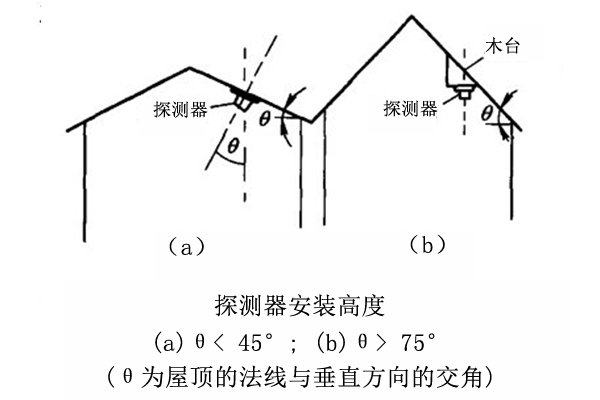 木台
探测器
探测器
θ
θ
θ
(a)
(b)
探测器安装高度
(a) θ< 45° ; (b) θ> 75°
(θ为屋顶的法线与垂直方向的交角)